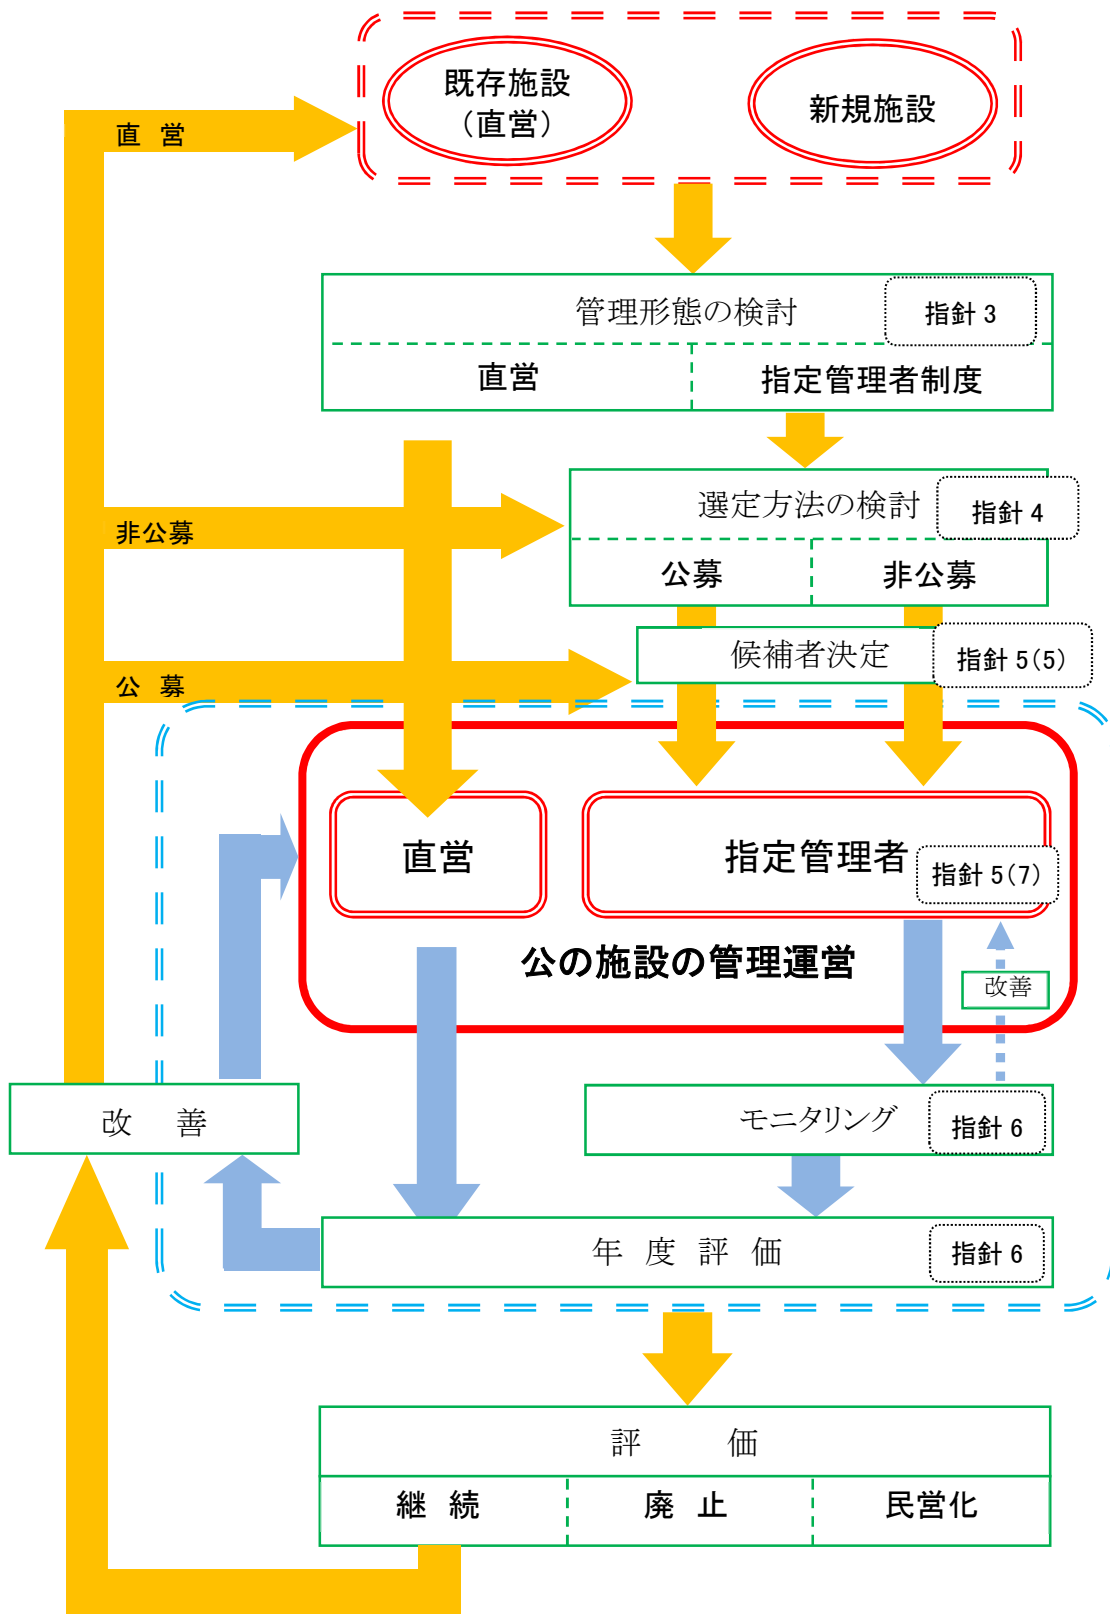 既存施設
（直営）
新規施設
直 営
管理形態の検討
指針 3
直営
指定管理者制度
選定方法の検討
指針 4
非公募
公募
非公募
候補者決定
指針 5(5)
公 募
直営
指定管理者
指針 5(7)
公の施設の管理運営
改善
改 善
モニタリング
指針 6
年 度 評 価
指針 6
評 価
継 続
廃 止
民営化